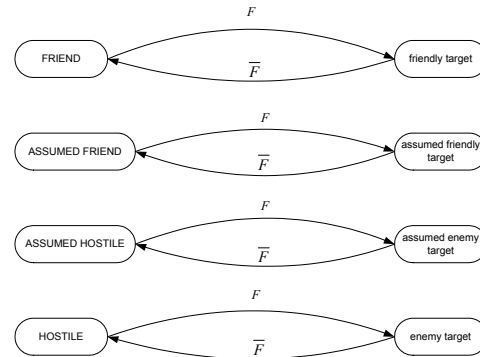 F
FRIEND
F̅
friendly target
F
ASSUMED FRIEND
F̅
assumed friendly
target
F
ASSUMED HOSTILE
F̅
assumed enemy
target
F
HOSTILE
F̅
enemy target